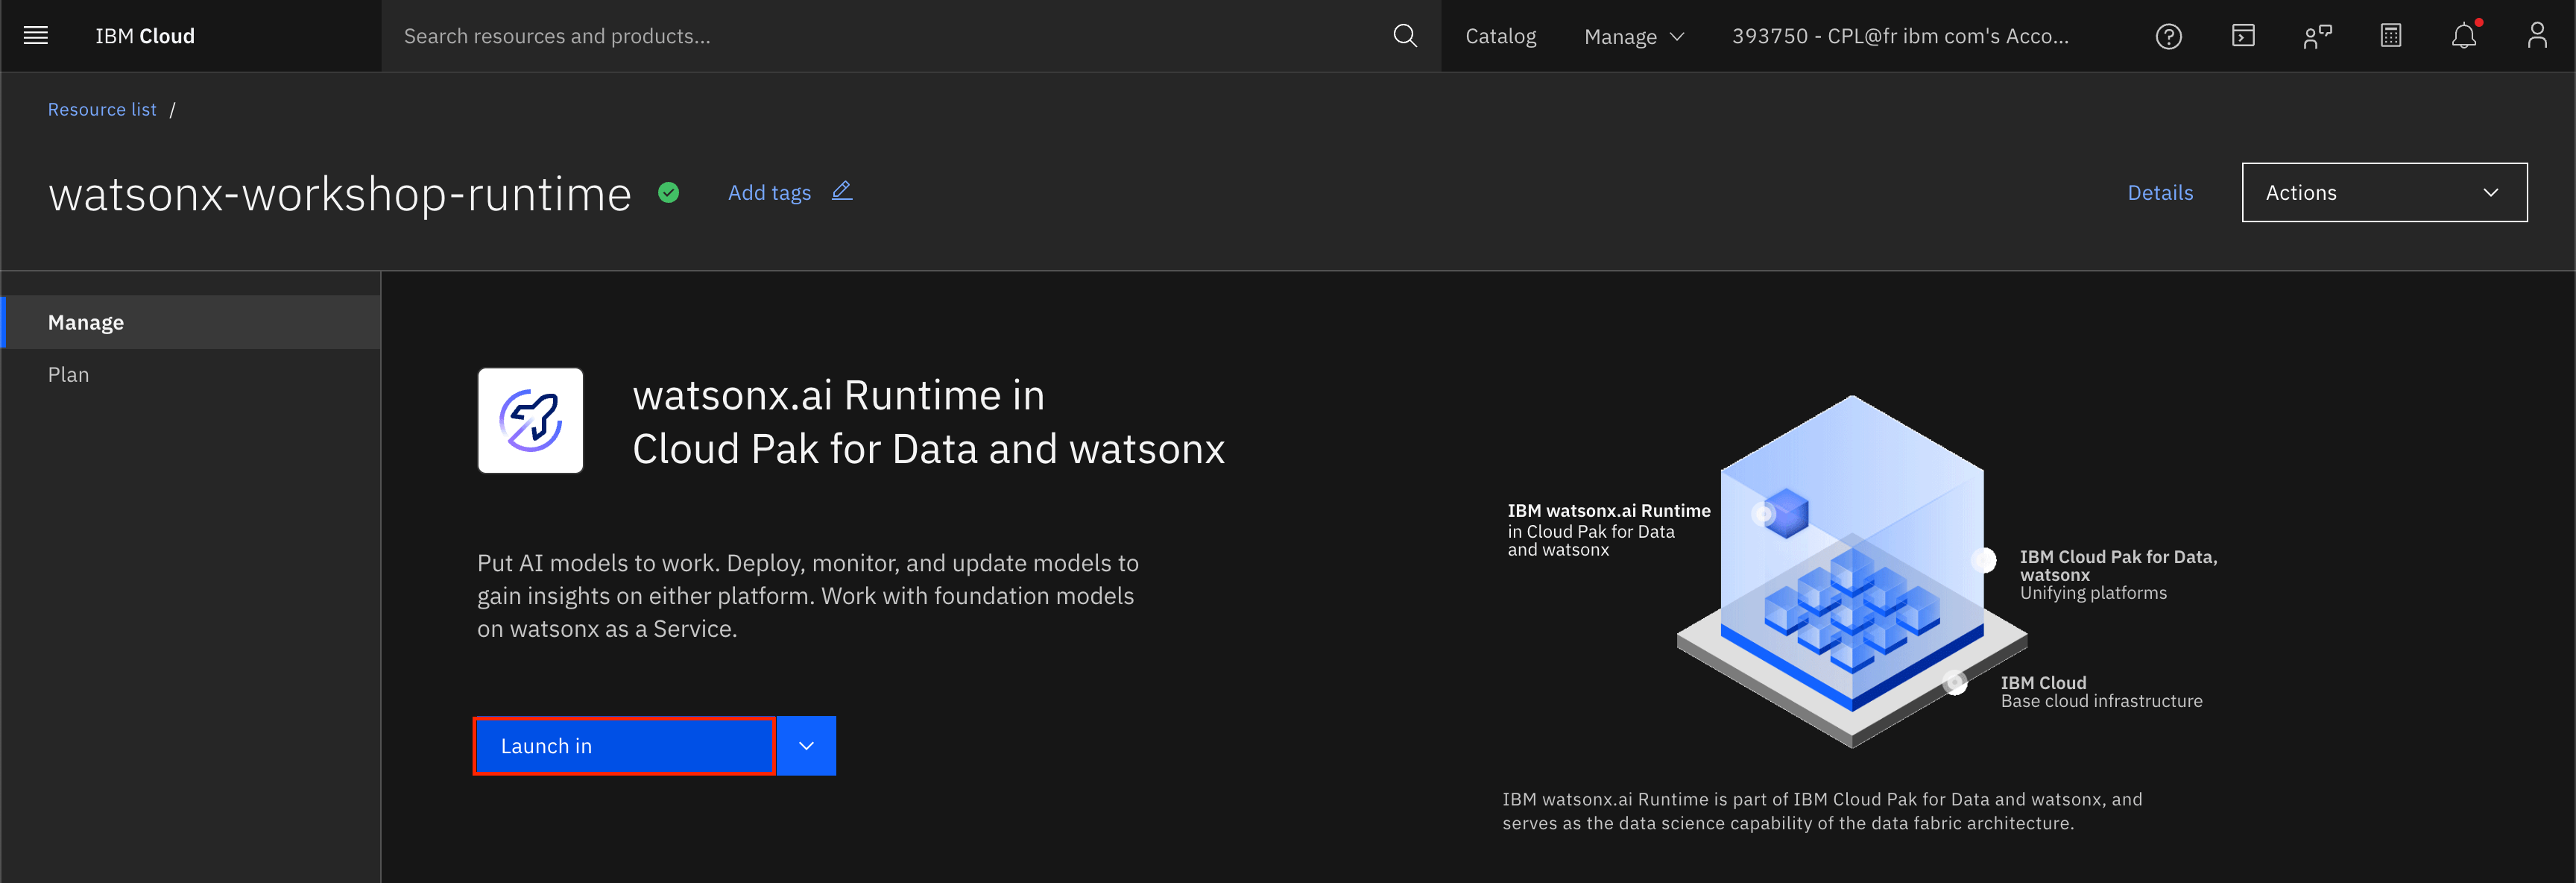 IBM Cloud
Search resources and products...
Catalog
Manage
393750 - CPL@fr ibm com's Acco...
Resource list /
watsonx-workshop-runtime
Add tags
Details
Actions
Manage
Plan
watsonx.ai Runtime in
Cloud Pak for Data and watsonx
Put AI models to work. Deploy, monitor, and update models to
gain insights on either platform. Work with foundation models
on watsonx as a Service.
Launch in
IBM watsonx.ai Runtime
in Cloud Pak for Data
and watsonx
IBM Cloud Pak for Data,
watsonx
Unifying platforms
IBM Cloud
Base cloud infrastructure
IBM watsonx.ai Runtime is part of IBM Cloud Pak for Data and watsonx, and
serves as the data science capability of the data fabric architecture.